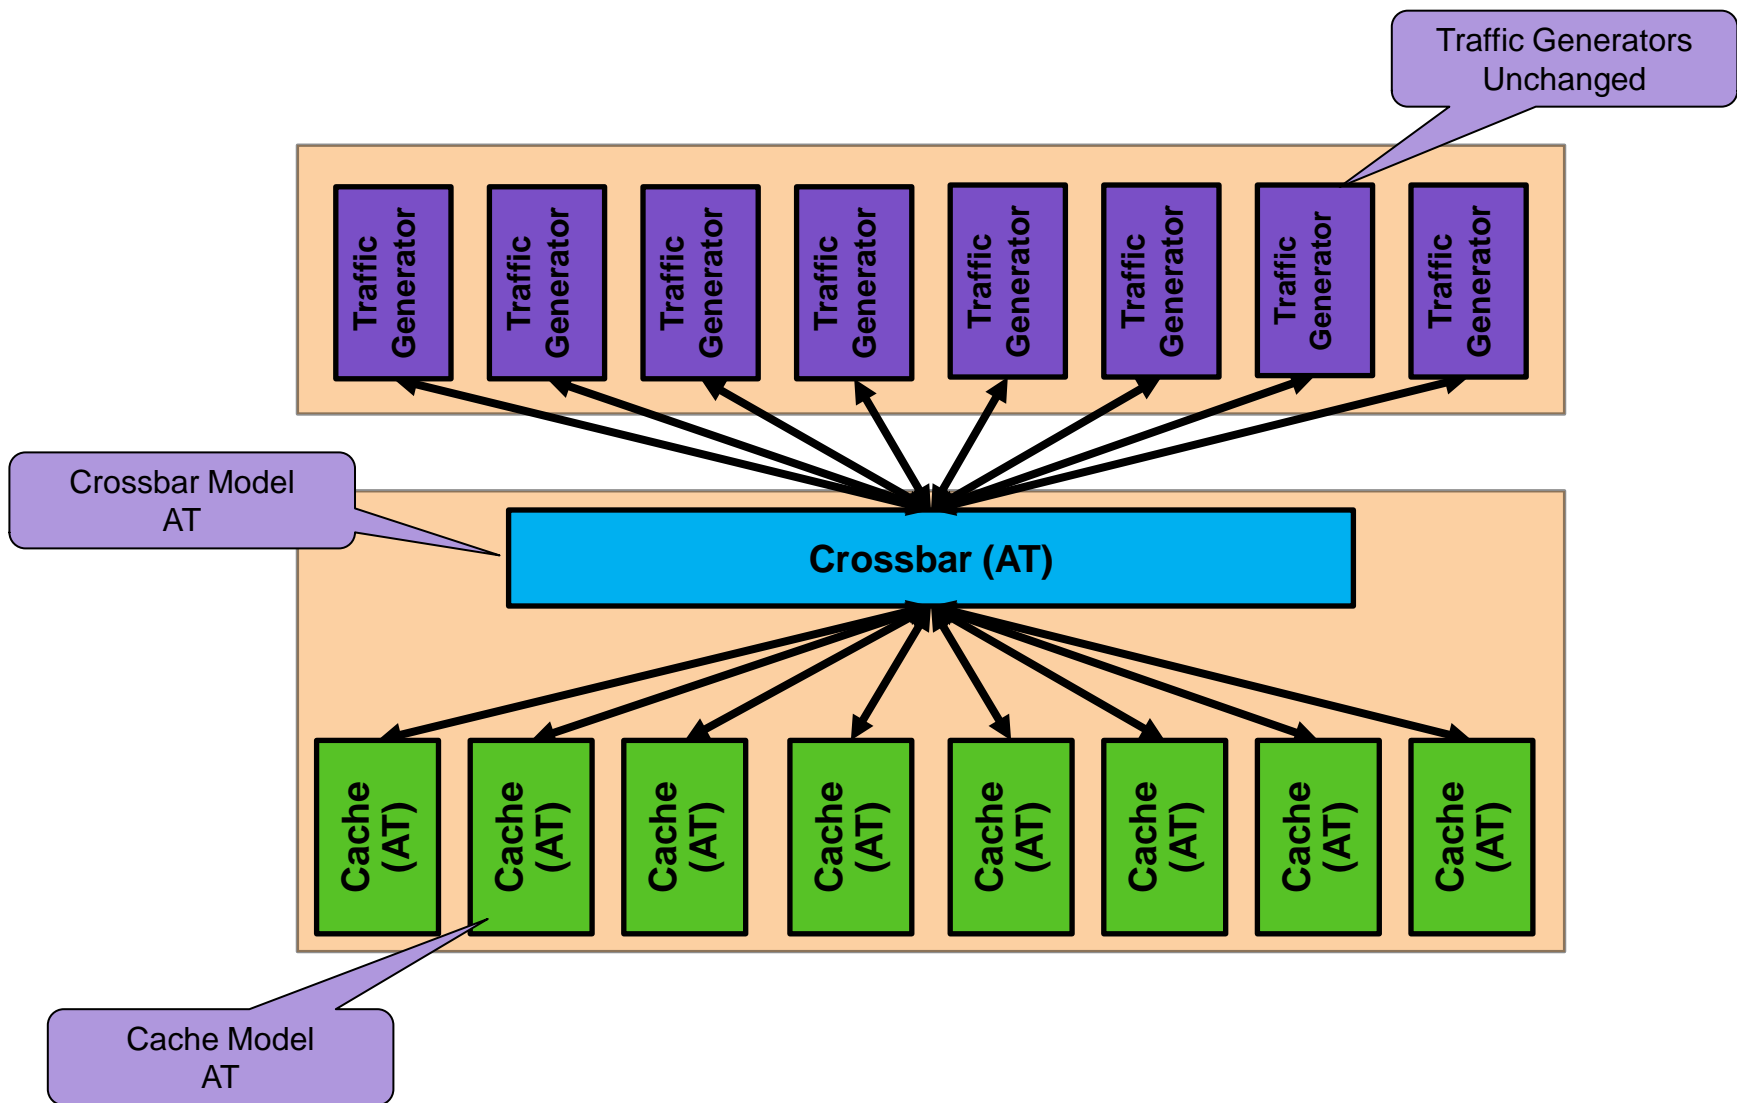 Traffic Generators
Unchanged
Traffic
Generator
Traffic
Generator
Traffic
Generator
Traffic
Generator
Traffic
Generator
Traffic
Generator
Traffic
Generator
Traffic
Generator
Crossbar Model
AT
Crossbar (AT)
Cache
(AT)
Cache
(AT)
Cache
(AT)
Cache
(AT)
Cache
(AT)
Cache
(AT)
Cache
(AT)
Cache
(AT)
Cache Model
AT